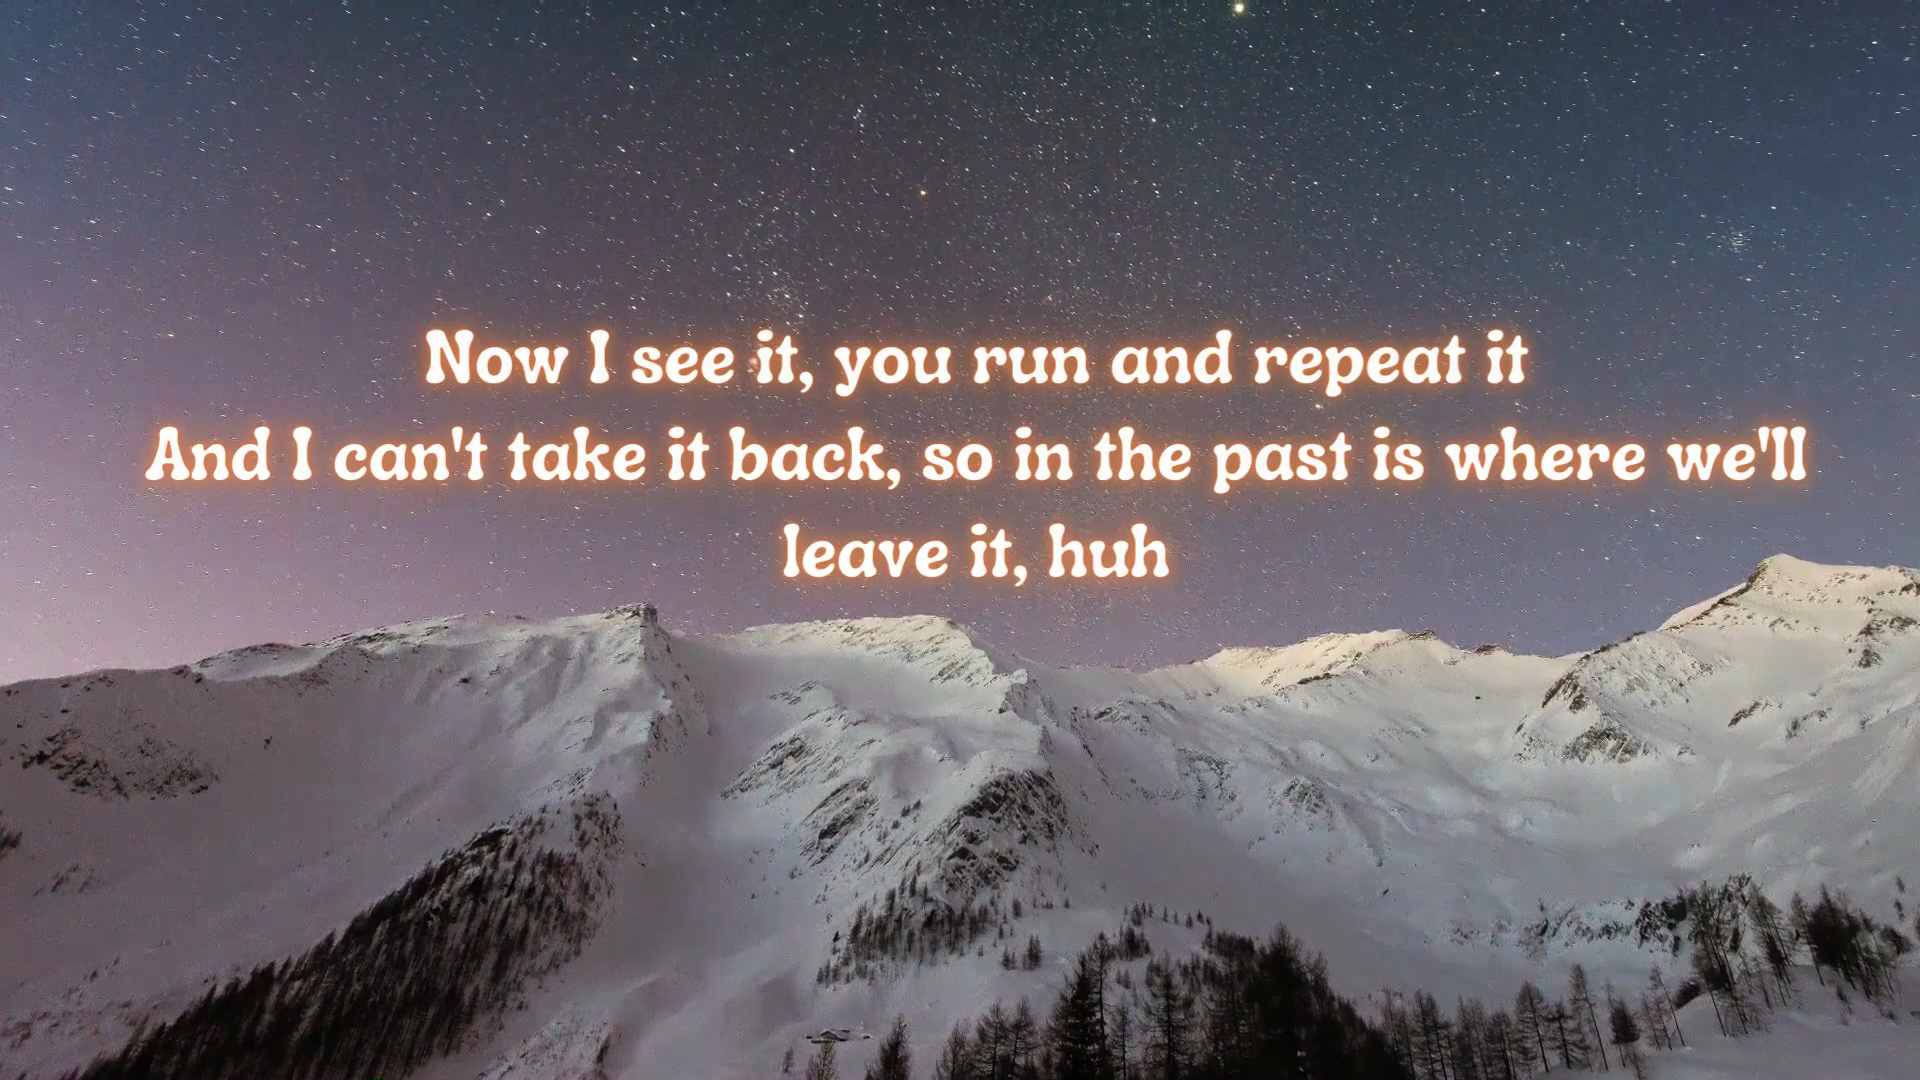 Now I see it, you run and repeat it
And I can't take it back, so in the past is where we'll
leave it, huh